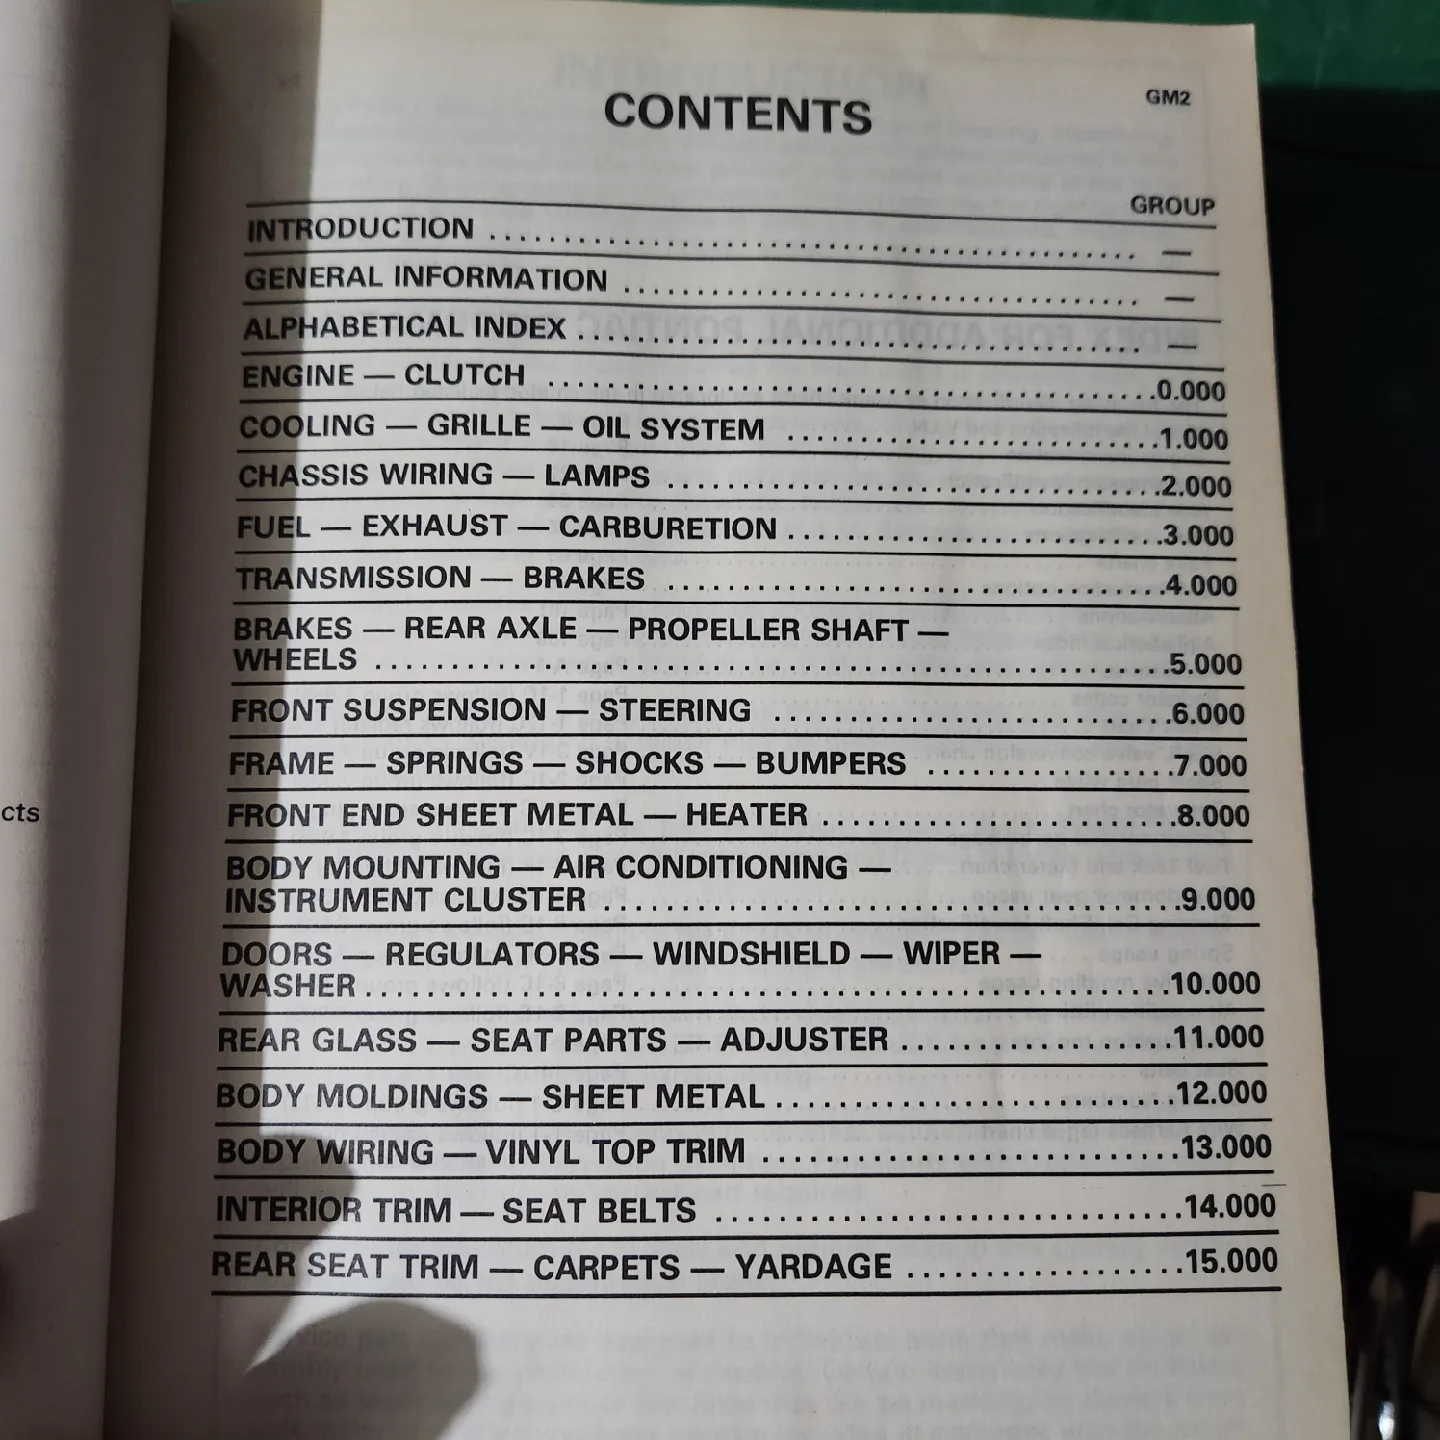 GM2
CONTENTS
GROUP
INTRODUCTION .................................................. —
GENERAL INFORMATION ........................................ —
ALPHABETICAL INDEX ........................................... —
ENGINE — CLUTCH ................................................ 0.000
COOLING — GRILLE — OIL SYSTEM .............................. 1.000
CHASSIS WIRING — LAMPS ....................................... 2.000
FUEL — EXHAUST — CARBURETION .............................. 3.000
TRANSMISSION — BRAKES ........................................ 4.000
BRAKES — REAR AXLE — PROPELLER SHAFT —
WHEELS ............................................................. 5.000
FRONT SUSPENSION — STEERING ................................ 6.000
FRAME — SPRINGS — SHOCKS — BUMPERS ..................... 7.000
FRONT END SHEET METAL — HEATER ............................ 8.000
BODY MOUNTING — AIR CONDITIONING —
INSTRUMENT CLUSTER ............................................. 9.000
DOORS — REGULATORS — WINDSHIELD — WIPER —
WASHER ............................................................ 10.000
REAR GLASS — SEAT PARTS — ADJUSTER ....................... 11.000
BODY MOLDINGS — SHEET METAL ................................ 12.000
BODY WIRING — VINYL TOP TRIM ................................. 13.000
INTERIOR TRIM — SEAT BELTS .................................... 14.000
REAR SEAT TRIM — CARPETS — YARDAGE ....................... 15.000
cts